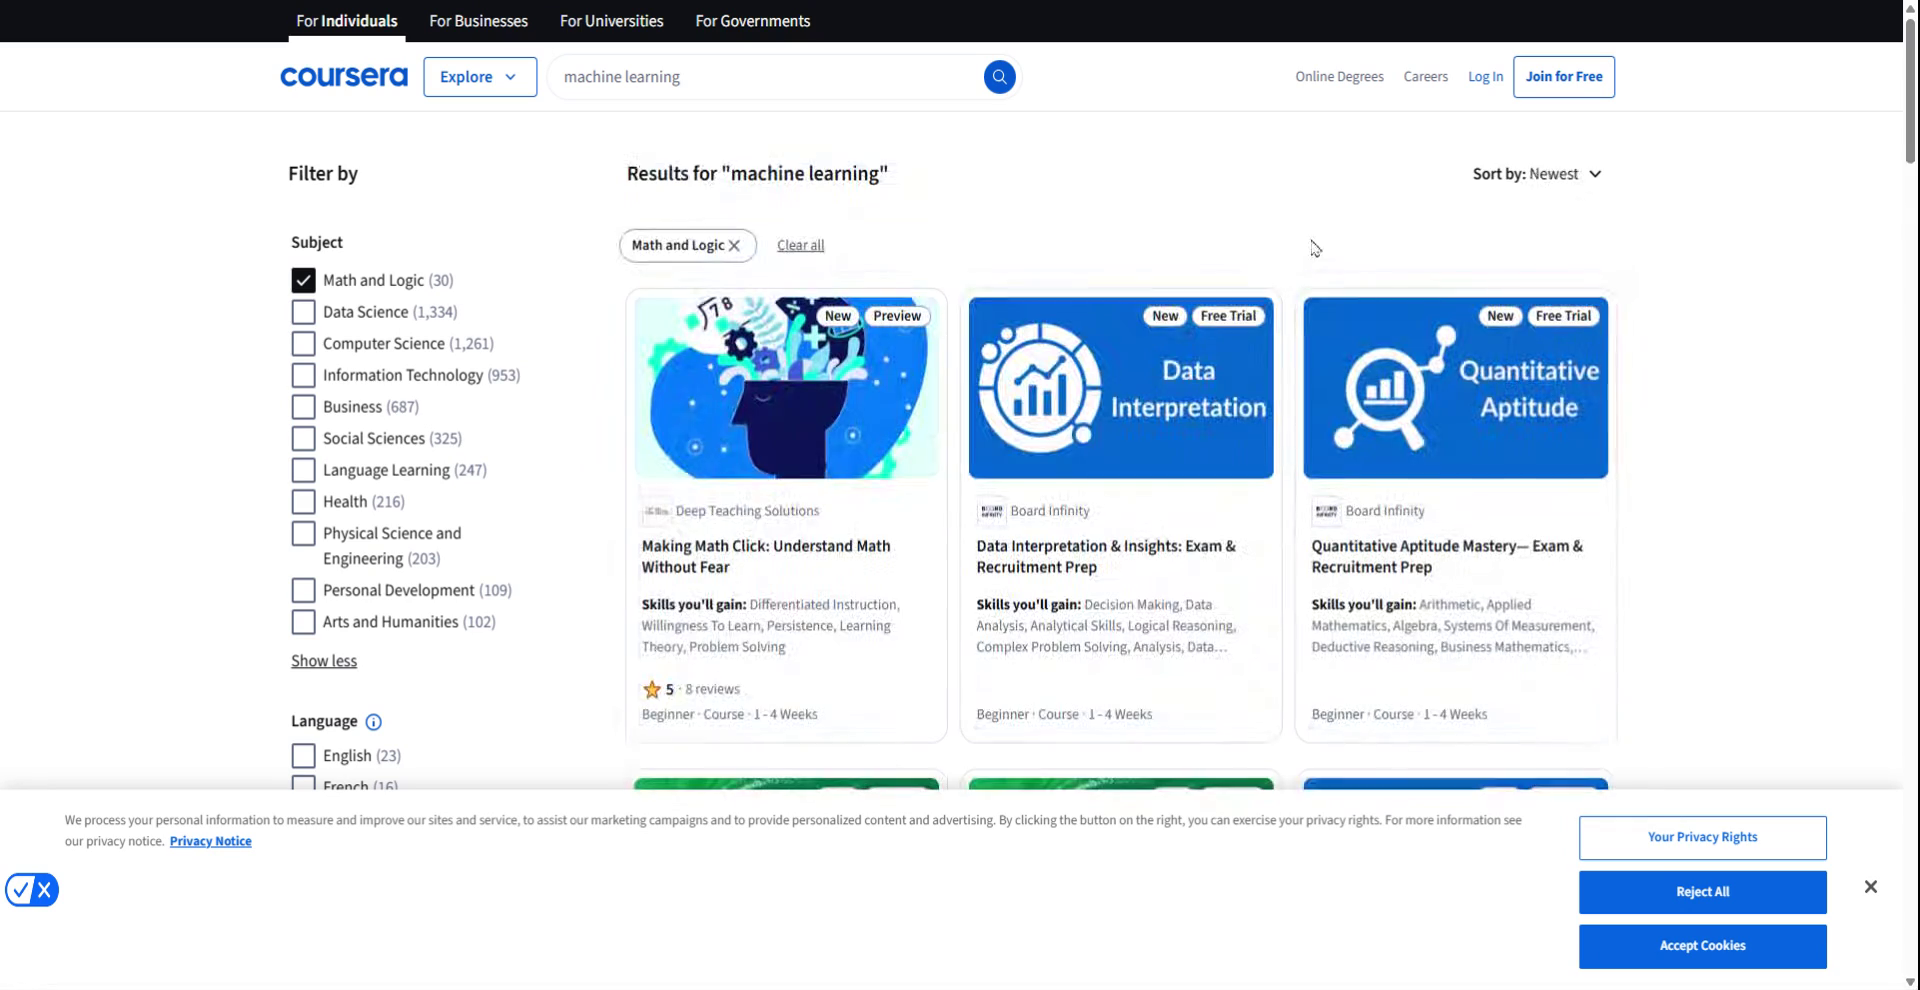 For Individuals
For Businesses
For Universities
For Governments
coursera
Explore
machine learning
Online Degrees
Careers
Log In
Join for Free
Filter by
Results for "machine learning"
Sort by: Newest
Math and Logic
Clear all
Subject
Math and Logic (30)
Data Science (1,334)
Computer Science (1,261)
Information Technology (953)
Business (687)
Social Sciences (325)
Language Learning (247)
Health (216)
Physical Science and
Engineering (203)
Personal Development (109)
Arts and Humanities (102)
Show less
Language
English (23)
French (16)
New
Preview
Deep Teaching Solutions
Making Math Click: Understand Math
Without Fear
Skills you'll gain: Differentiated Instruction,
Willingness To Learn, Persistence, Learning
Theory, Problem Solving
5 · 8 reviews
Beginner · Course · 1 - 4 Weeks
New
Free Trial
Data
Interpretation
BOARD
INFINITY
Board Infinity
Data Interpretation & Insights: Exam &
Recruitment Prep
Skills you'll gain: Decision Making, Data
Analysis, Analytical Skills, Logical Reasoning,
Complex Problem Solving, Analysis, Data...
Beginner · Course · 1 - 4 Weeks
New
Free Trial
Quantitative
Aptitude
BOARD
INFINITY
Board Infinity
Quantitative Aptitude Mastery— Exam &
Recruitment Prep
Skills you'll gain: Arithmetic, Applied
Mathematics, Algebra, Systems Of Measurement,
Deductive Reasoning, Business Mathematics,...
Beginner · Course · 1 - 4 Weeks
We process your personal information to measure and improve our sites and service, to assist our marketing campaigns and to provide personalized content and advertising. By clicking the button on the right, you can exercise your privacy rights. For more information see
our privacy notice. Privacy Notice
Your Privacy Rights
Reject All
Accept Cookies